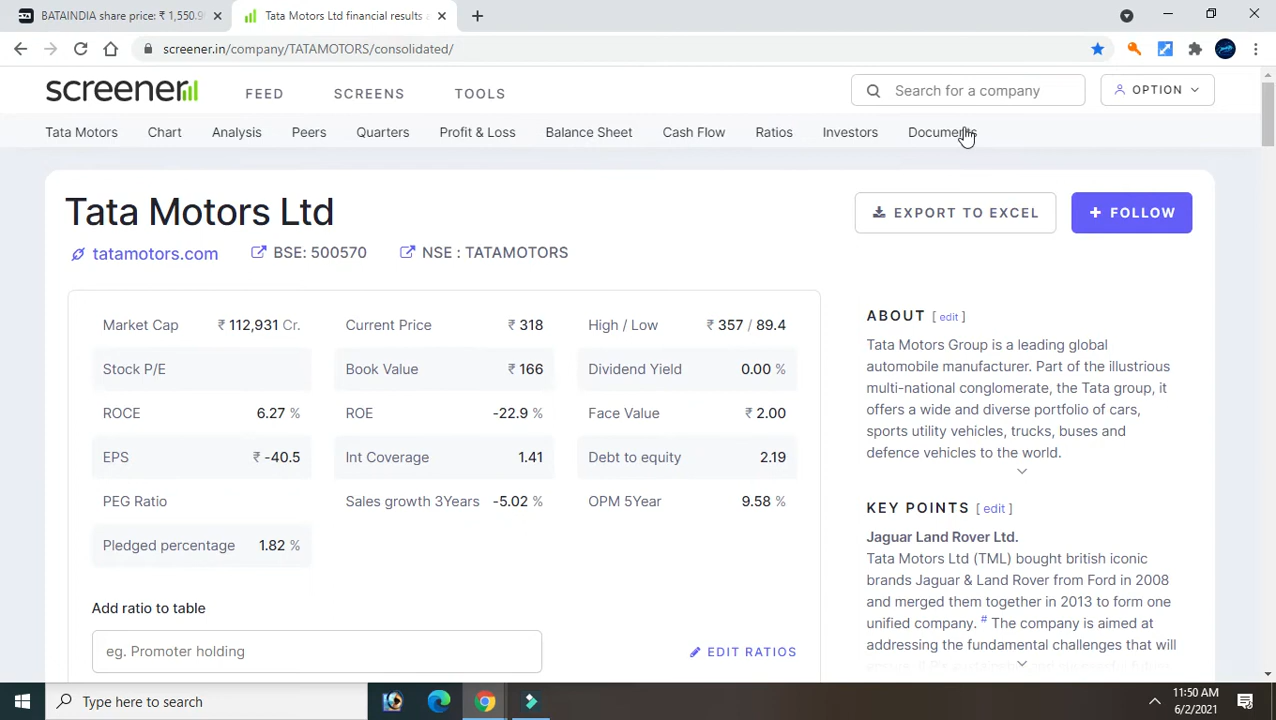 BATAINDIA share price: ₹ 1,550.9
Tata Motors Ltd financial results a
screener.in/company/TATAMOTORS/consolidated/
screener
FEED
SCREENS
TOOLS
Search for a company
OPTION
Tata Motors
Chart
Analysis
Peers
Quarters
Profit & Loss
Balance Sheet
Cash Flow
Ratios
Investors
Documents
Tata Motors Ltd
EXPORT TO EXCEL
+ FOLLOW
tatamotors.com
BSE: 500570
NSE : TATAMOTORS
Market Cap ₹ 112,931 Cr.
Current Price ₹ 318
High / Low ₹ 357 / 89.4
Stock P/E
Book Value ₹ 166
Dividend Yield 0.00 %
ROCE 6.27 %
ROE -22.9 %
Face Value ₹ 2.00
EPS ₹ -40.5
Int Coverage 1.41
Debt to equity 2.19
PEG Ratio
Sales growth 3Years -5.02 %
OPM 5Year 9.58 %
Pledged percentage 1.82 %
Add ratio to table
eg. Promoter holding
EDIT RATIOS
ABOUT [ edit ]
Tata Motors Group is a leading global
automobile manufacturer. Part of the illustrious
multi-national conglomerate, the Tata group, it
offers a wide and diverse portfolio of cars,
sports utility vehicles, trucks, buses and
defence vehicles to the world.
KEY POINTS [ edit ]
Jaguar Land Rover Ltd.
Tata Motors Ltd (TML) bought british iconic
brands Jaguar & Land Rover from Ford in 2008
and merged them together in 2013 to form one
unified company. # The company is aimed at
addressing the fundamental challenges that will
Type here to search
11:50 AM
6/2/2021